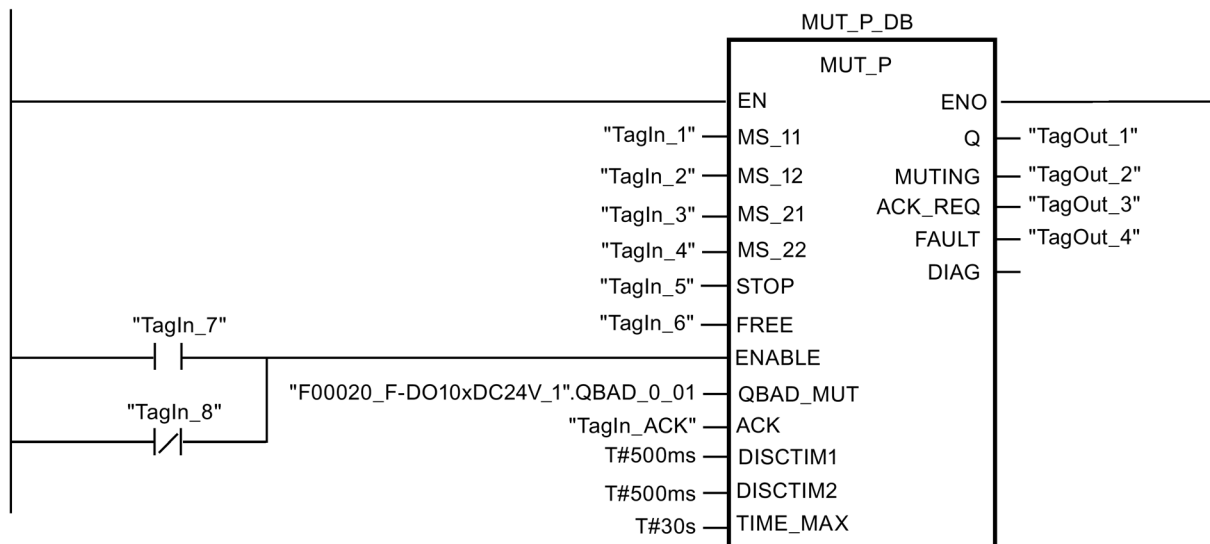 MUT_P_DB
MUT_P
EN ENO
"TagIn_1" MS_11 Q "TagOut_1"
"TagIn_2" MS_12 MUTING "TagOut_2"
"TagIn_3" MS_21 ACK_REQ "TagOut_3"
"TagIn_4" MS_22 FAULT "TagOut_4"
"TagIn_5" STOP DIAG
"TagIn_6" FREE
"TagIn_7"
ENABLE
"F00020_F-DO10xDC24V_1".QBAD_0_01 QBAD_MUT
"TagIn_8"
"TagIn_ACK" ACK
T#500ms DISCTIM1
T#500ms DISCTIM2
T#30s TIME_MAX